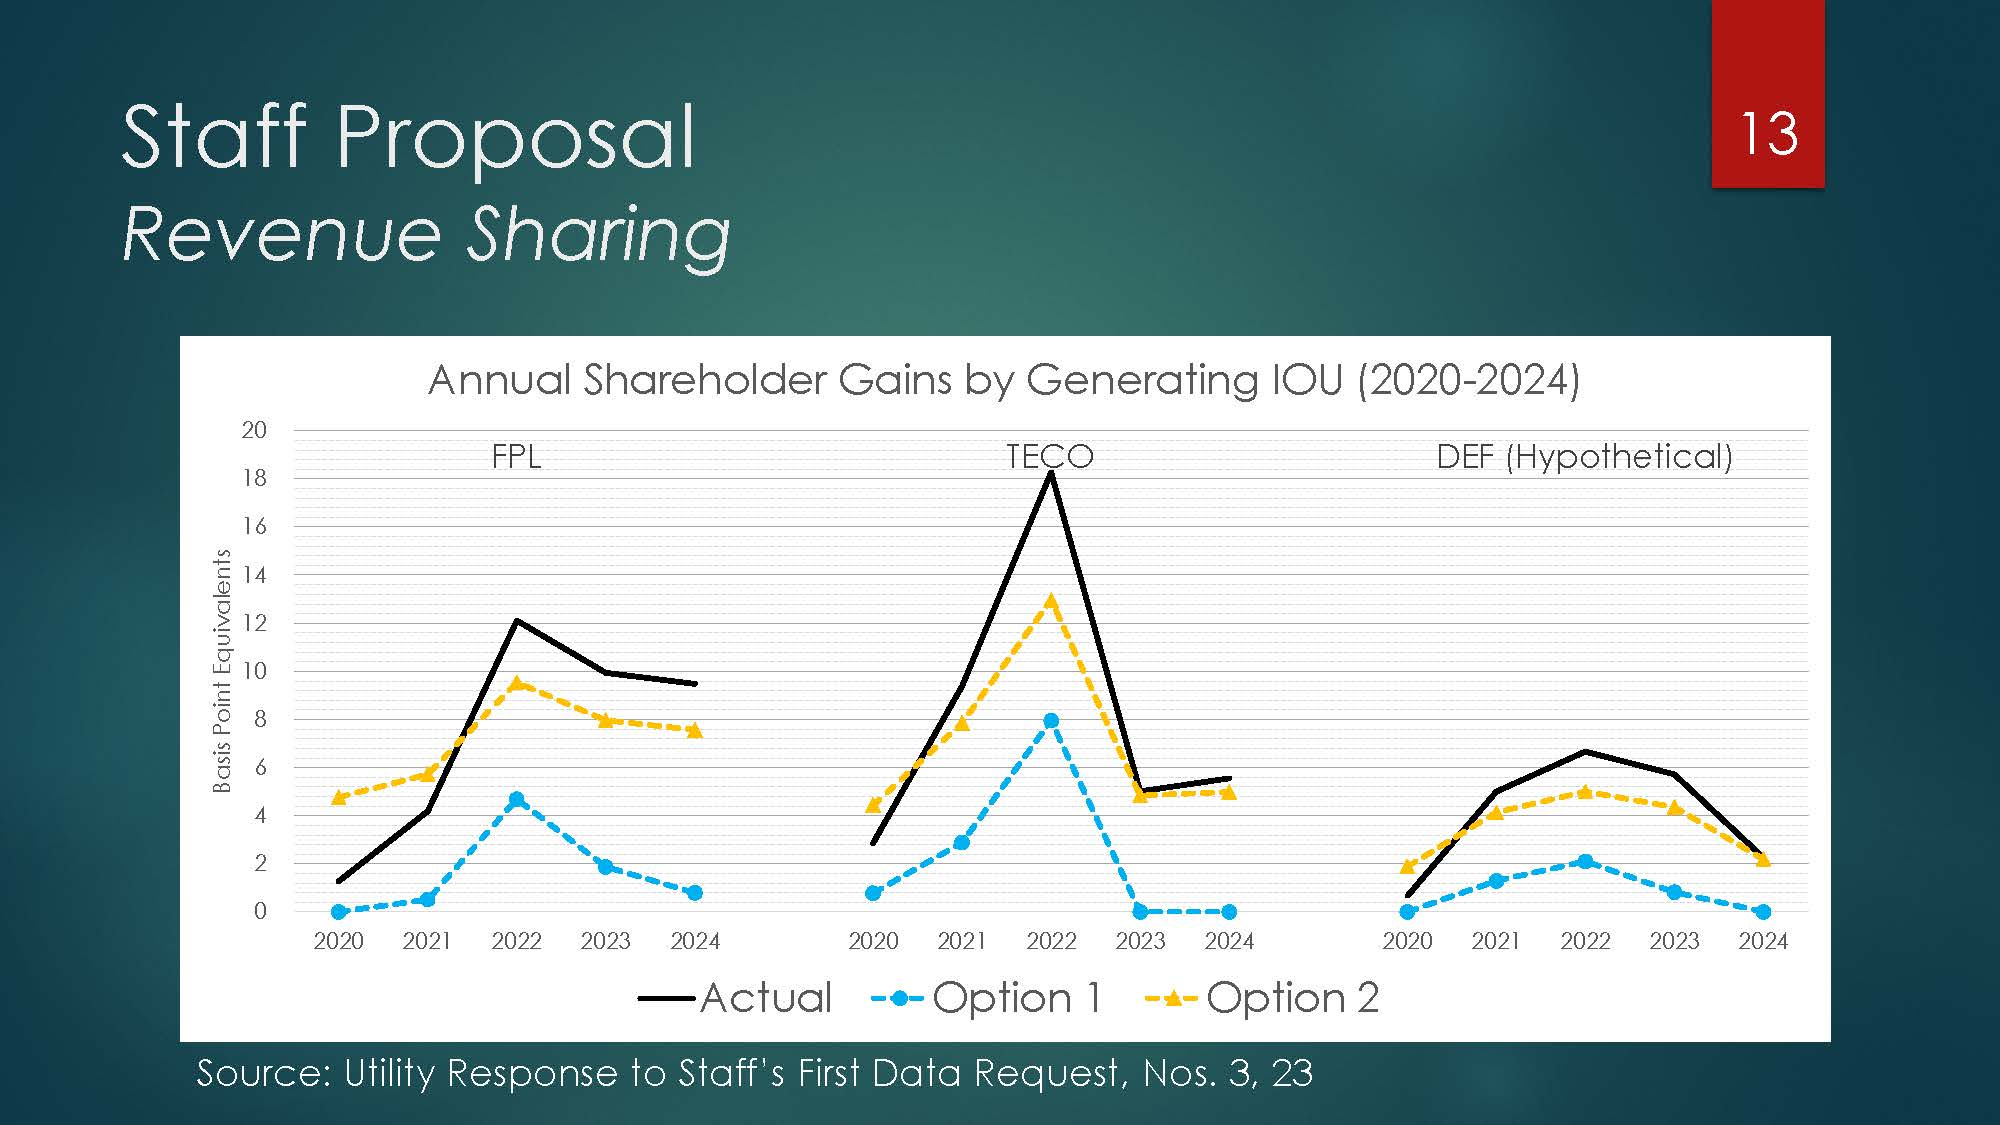 Staff Proposal
Revenue Sharing
13
Annual Shareholder Gains by Generating IOU (2020-2024)
FPL TECO DEF (Hypothetical)
Basis Point Equivalents
20
18
16
14
12
10
8
6
4
2
0
2020 2021 2022 2023 2024 2020 2021 2022 2023 2024 2020 2021 2022 2023 2024
Actual Option 1 Option 2
Source: Utility Response to Staff's First Data Request, Nos. 3, 23